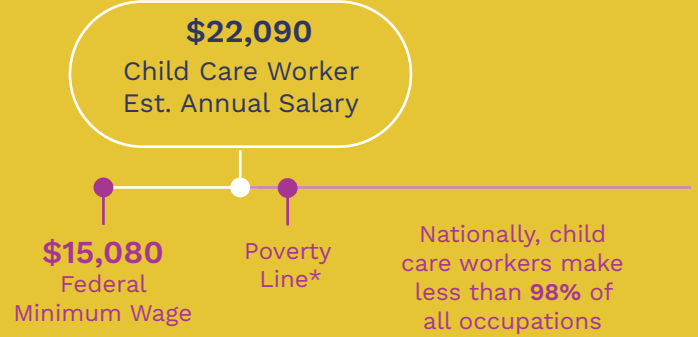 $22,090
Child Care Worker
Est. Annual Salary
$15,080
Federal
Minimum Wage
Poverty
Line*
Nationally, child
care workers make
less than 98% of
all occupations